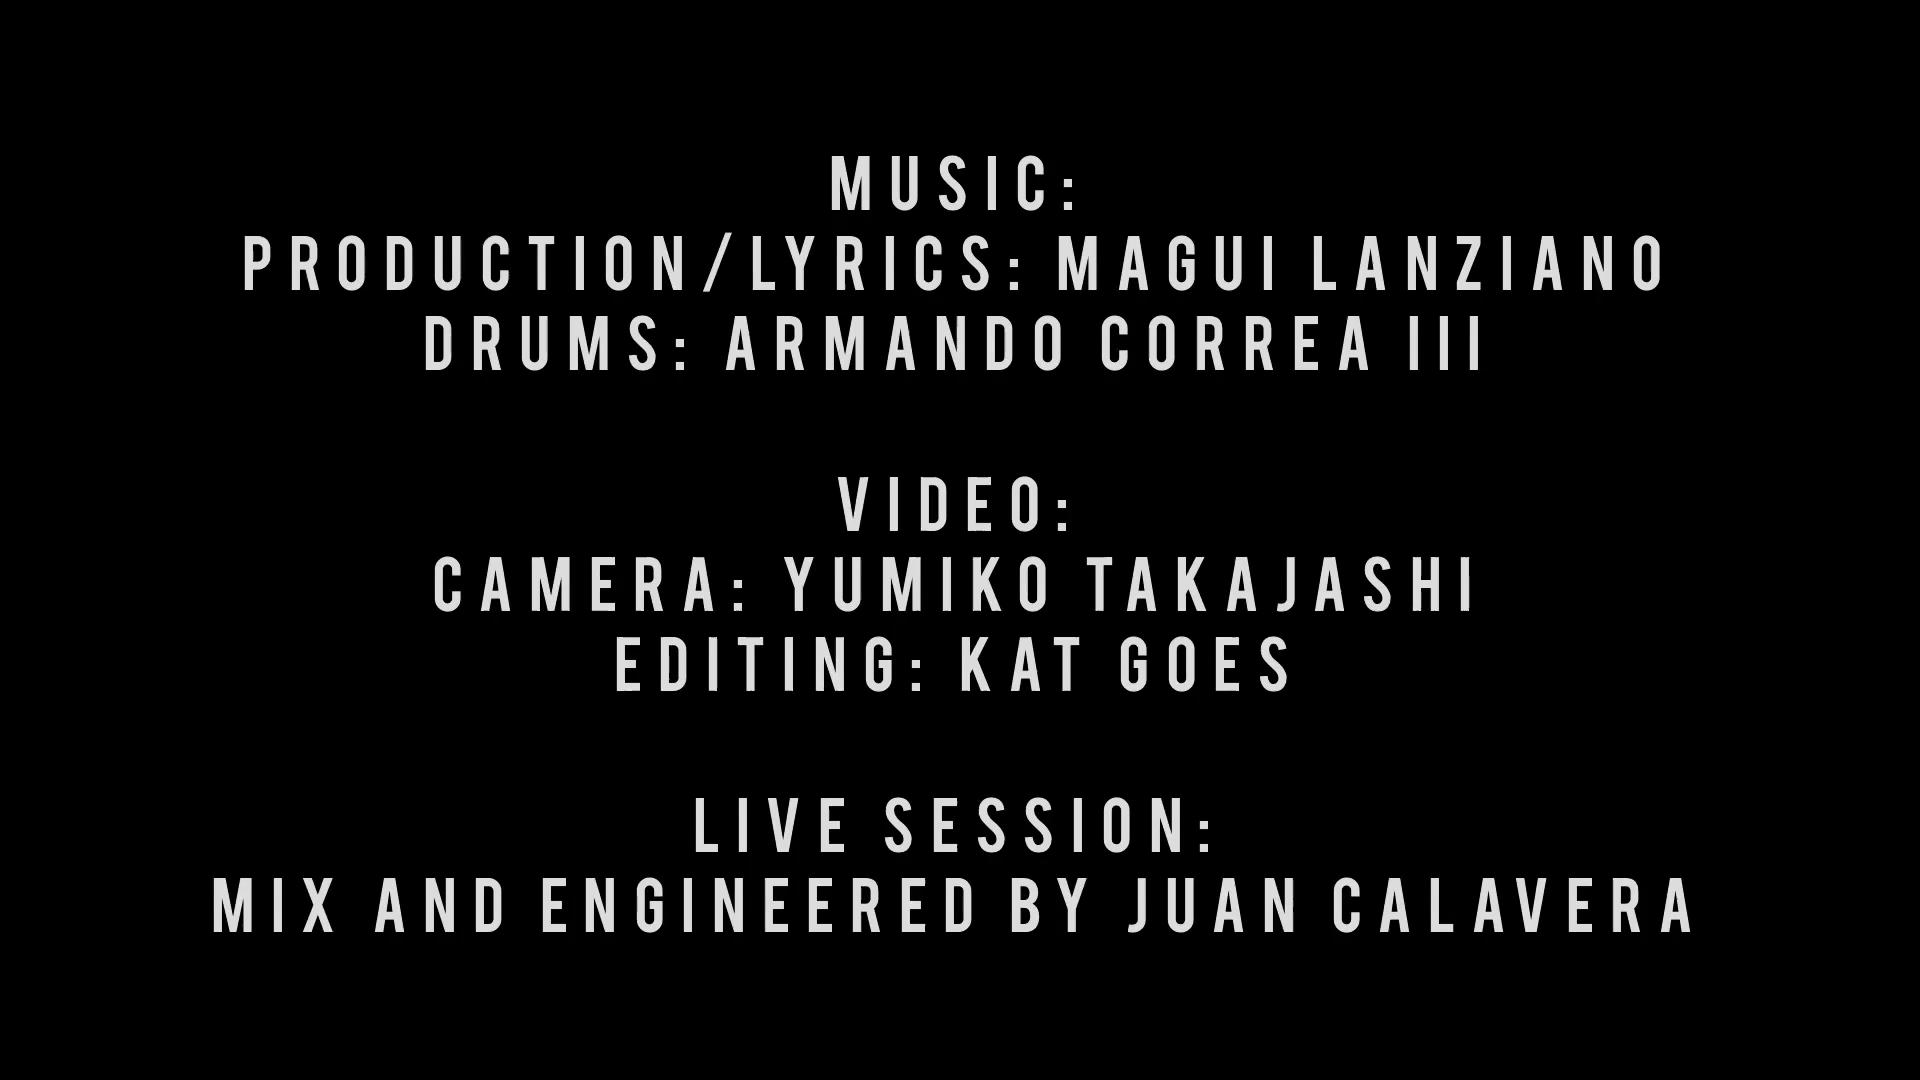 MUSIC:
PRODUCTION/LYRICS: MAGUI LANZIANO
DRUMS: ARMANDO CORREA III
VIDEO:
CAMERA: YUMIKO TAKAJASHI
EDITING: KAT GOES
LIVE SESSION:
MIX AND ENGINEERED BY JUAN CALAVERA